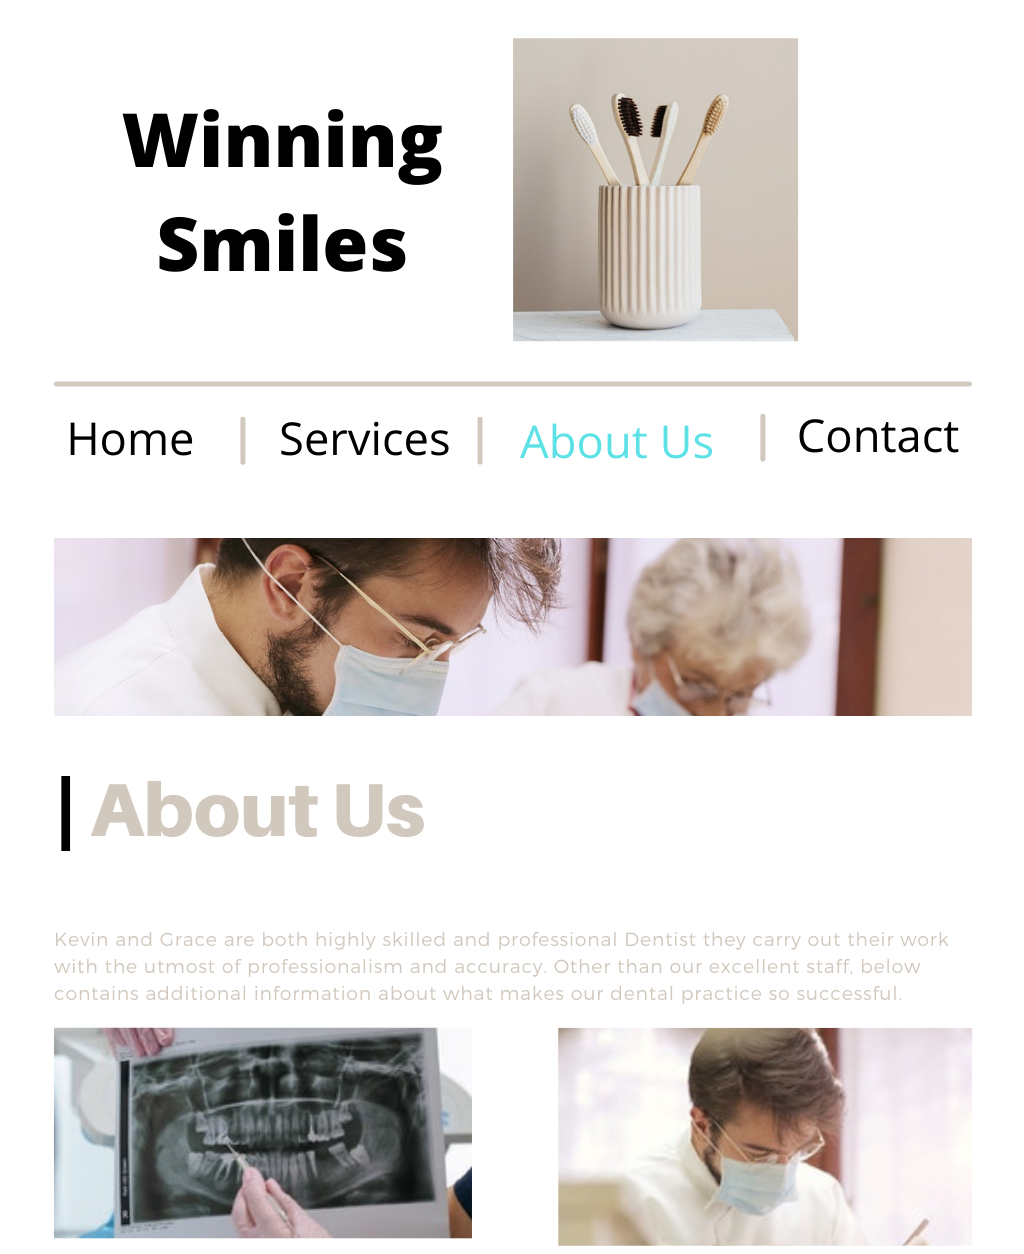 Winning
Smiles
Home
Services
About Us
Contact
About Us
Kevin and Grace are both highly skilled and professional Dentist they carry out their work
with the utmost of professionalism and accuracy. Other than our excellent staff, below
contains additional information about what makes our dental practice so successful.